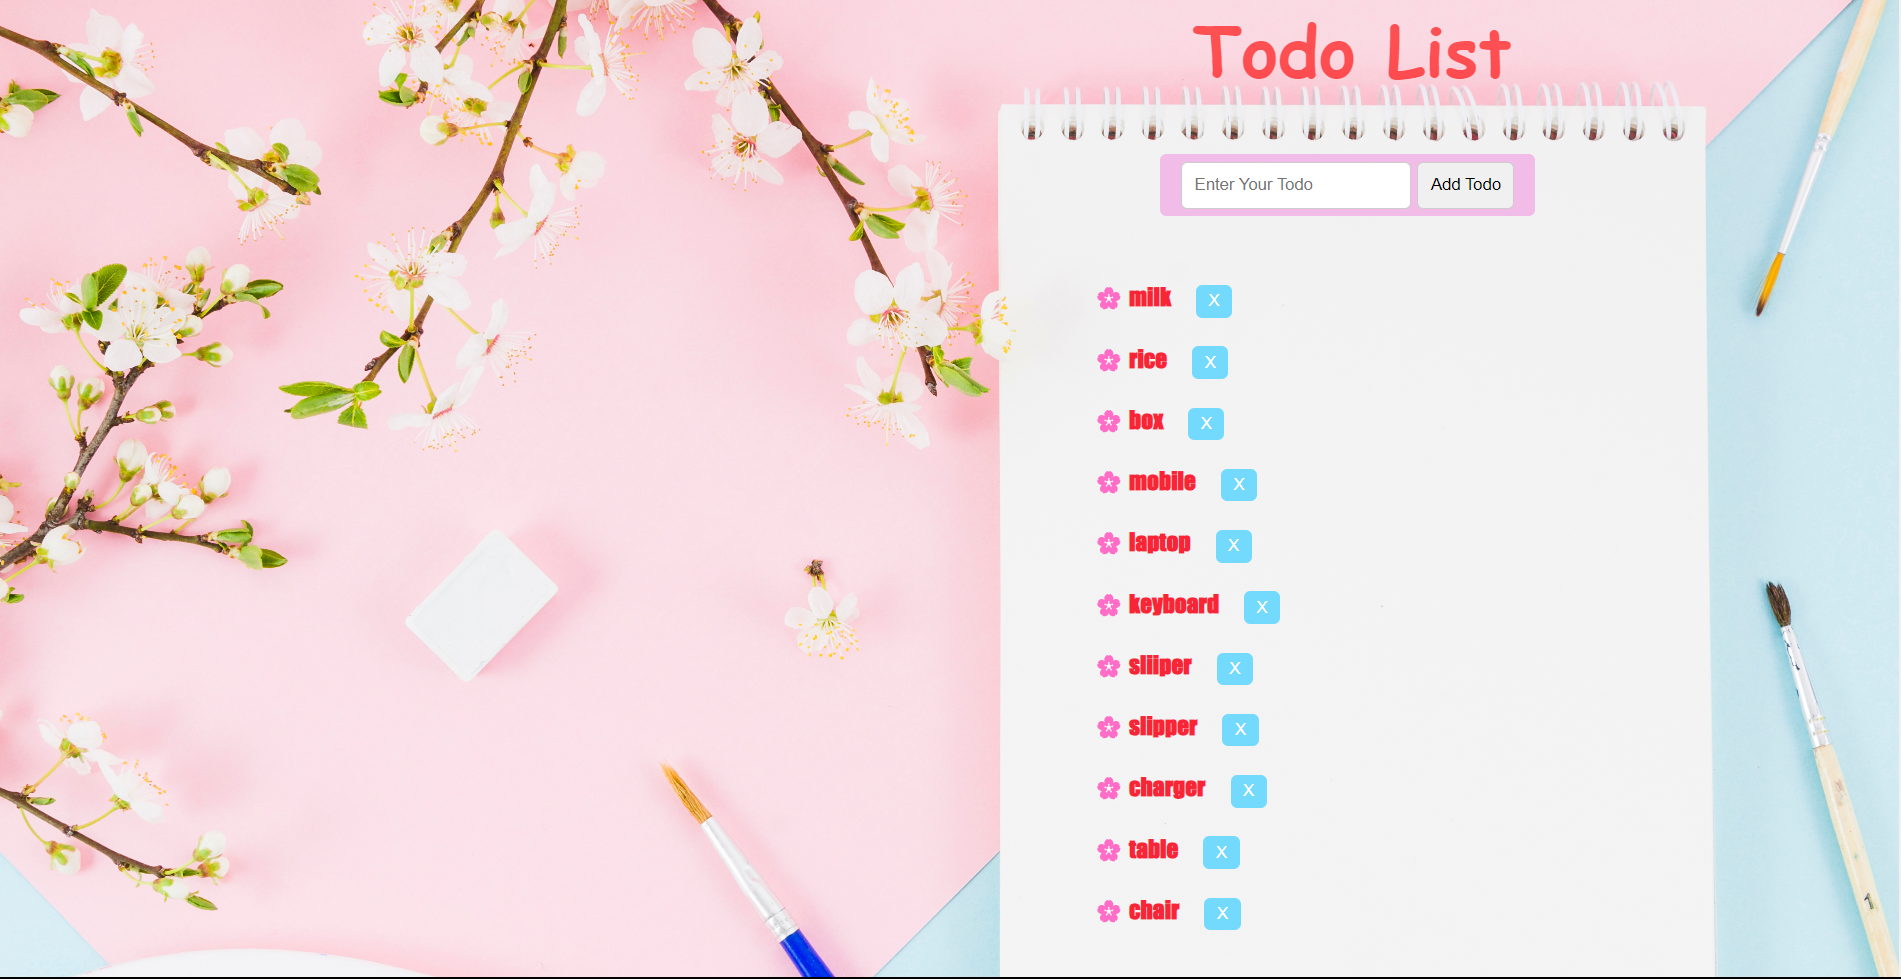 Todo List
Enter Your Todo Add Todo
milk X
rice X
box X
mobile X
laptop X
keyboard X
sliiper X
slipper X
charger X
table X
chair X